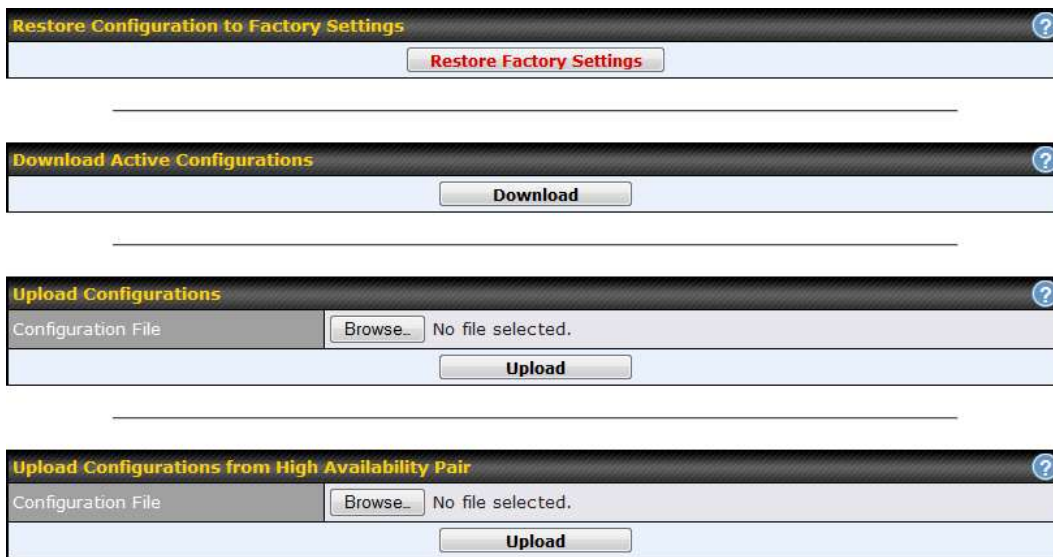 Restore Configuration to Factory Settings ?
Restore Factory Settings
Download Active Configurations ?
Download
Upload Configurations ?
Configuration File Browse... No file selected.
Upload
Upload Configurations from High Availability Pair ?
Configuration File Browse... No file selected.
Upload